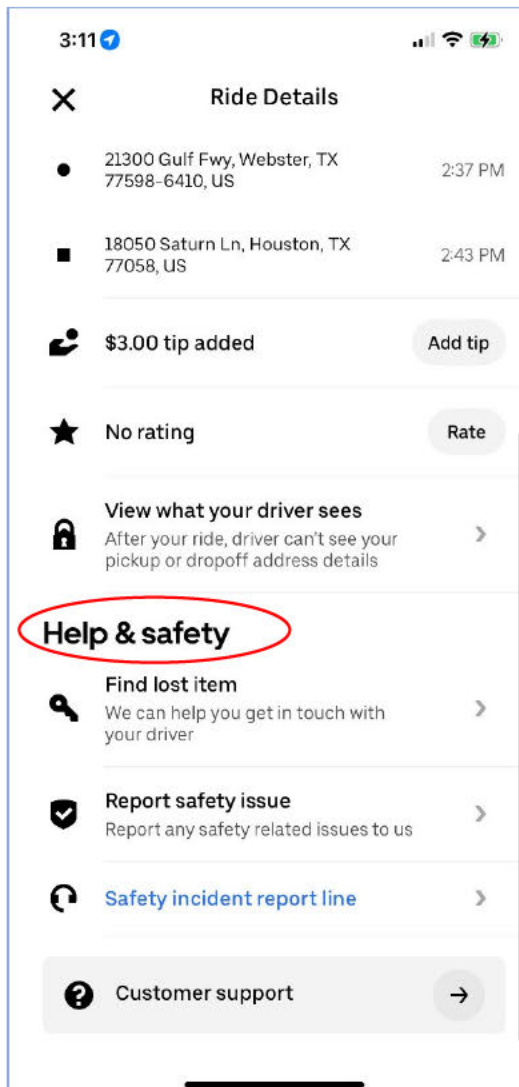 3:11
Ride Details
21300 Gulf Fwy, Webster, TX
77598-6410, US
2:37 PM
18050 Saturn Ln, Houston, TX
77058, US
2:43 PM
$3.00 tip added
Add tip
No rating
Rate
View what your driver sees
After your ride, driver can't see your
pickup or dropoff address details
Help & safety
Find lost item
We can help you get in touch with
your driver
Report safety issue
Report any safety related issues to us
Safety incident report line
Customer support